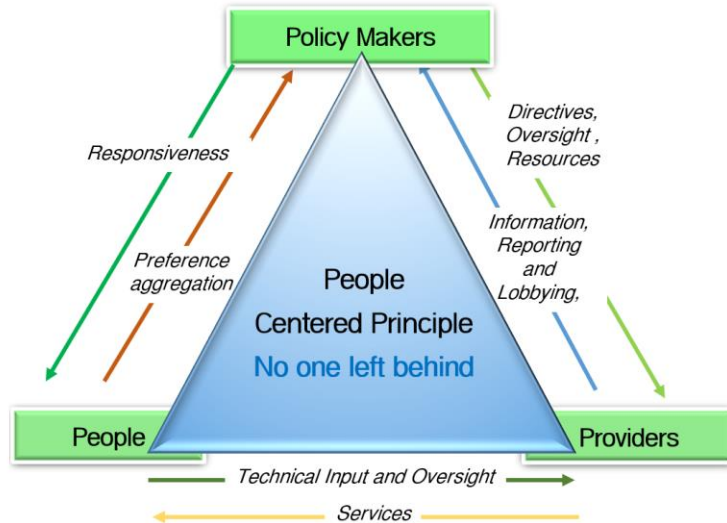 Policy Makers
Responsiveness
Preference
aggregation
Directives,
Oversight ,
Resources
Information,
Reporting
and
Lobbying,
People
Centered Principle
No one left behind
People
Providers
Technical Input and Oversight
Services